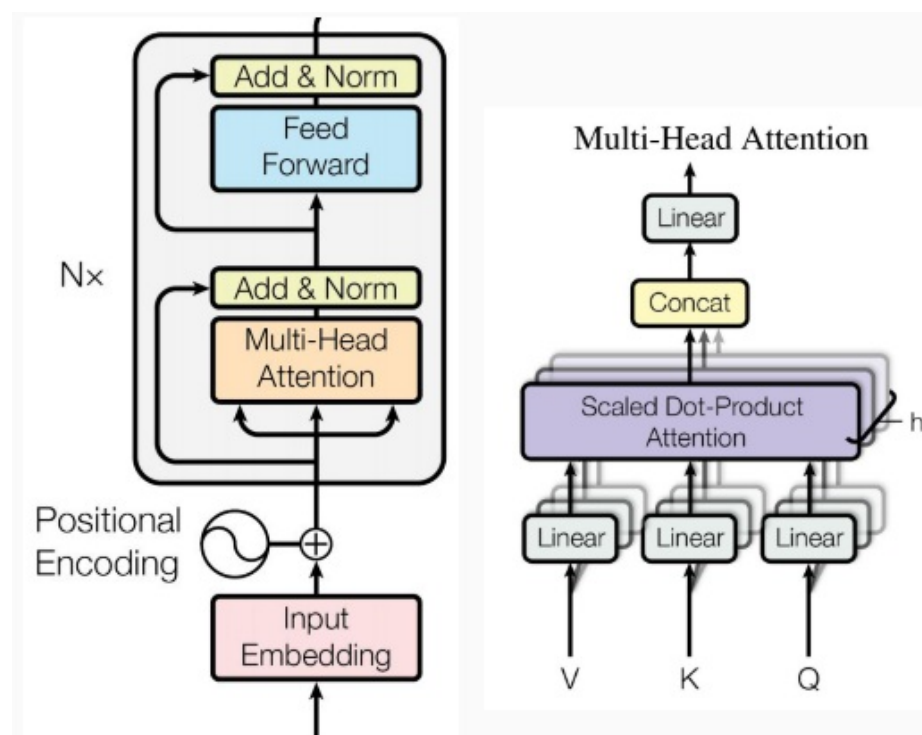 Add & Norm
Feed
Forward
N×
Add & Norm
Multi-Head
Attention
Positional
Encoding
Input
Embedding
Multi-Head Attention
Linear
Concat
Scaled Dot-Product
Attention
h
Linear
Linear
Linear
V
K
Q